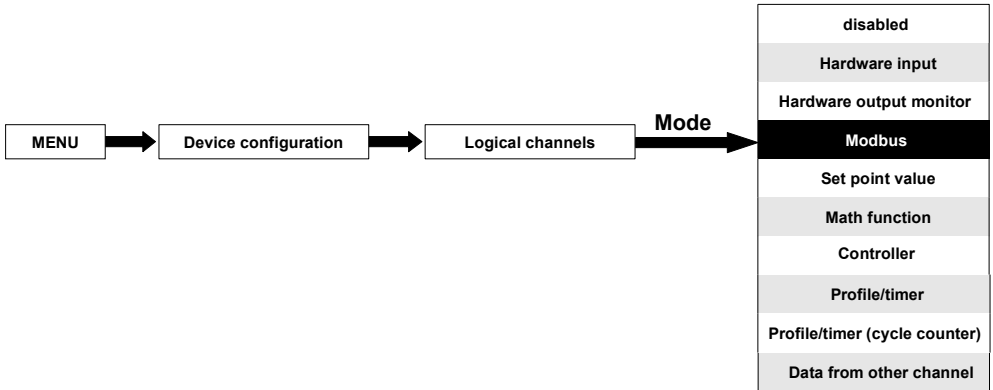 MENU
Device configuration
Logical channels
Mode
disabled
Hardware input
Hardware output monitor
Modbus
Set point value
Math function
Controller
Profile/timer
Profile/timer (cycle counter)
Data from other channel